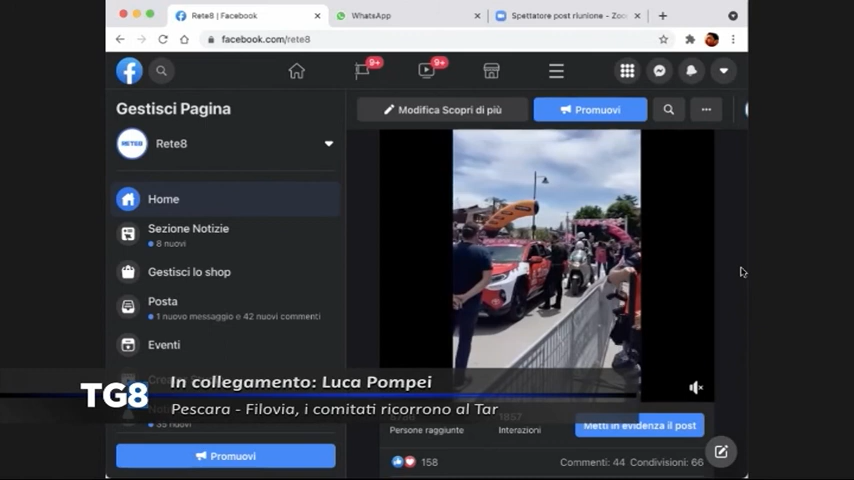 Rete8 | Facebook
WhatsApp
Spettatore post riunione - Zoo
facebook.com/rete8
9+
9+
Gestisci Pagina
Modifica Scopri di più
Promuovi
RETE8
Rete8
Home
Sezione Notizie
8 nuovi
Gestisci lo shop
Posta
1 nuovo messaggio e 42 nuovi commenti
Eventi
TG8
In collegamento: Luca Pompei
Pescara - Filovia, i comitati ricorrono al Tar
35 nuovi
Persone raggiunte
Interazioni
Metti in evidenza il post
Promuovi
158
Commenti: 44 Condivisioni: 66